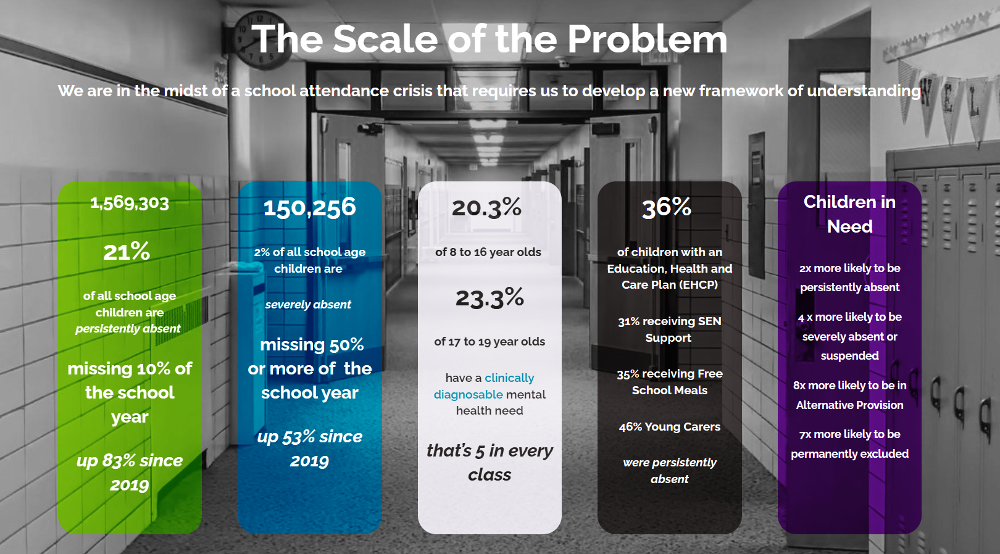 The Scale of the Problem
We are in the midst of a school attendance crisis that requires us to develop a new framework of understanding
1,569,303
21%
of all school age
children are
persistently absent
missing 10% of
the school
year
up 83% since
2019
150,256
2% of all school age
children are
severely absent
missing 50%
or more of the
school year
up 53% since
2019
20.3%
of 8 to 16 year olds
23.3%
of 17 to 19 year olds
have a clinically
diagnosable mental
health need
that's 5 in every
class
36%
of children with an
Education, Health and
Care Plan (EHCP)
31% receiving SEN
Support
35% receiving Free
School Meals
46% Young Carers
were persistently
absent
Children in
Need
2x more likely to be
persistently absent
4 x more likely to be
severely absent or
suspended
8x more likely to be in
Alternative Provision
7x more likely to be
permanently excluded